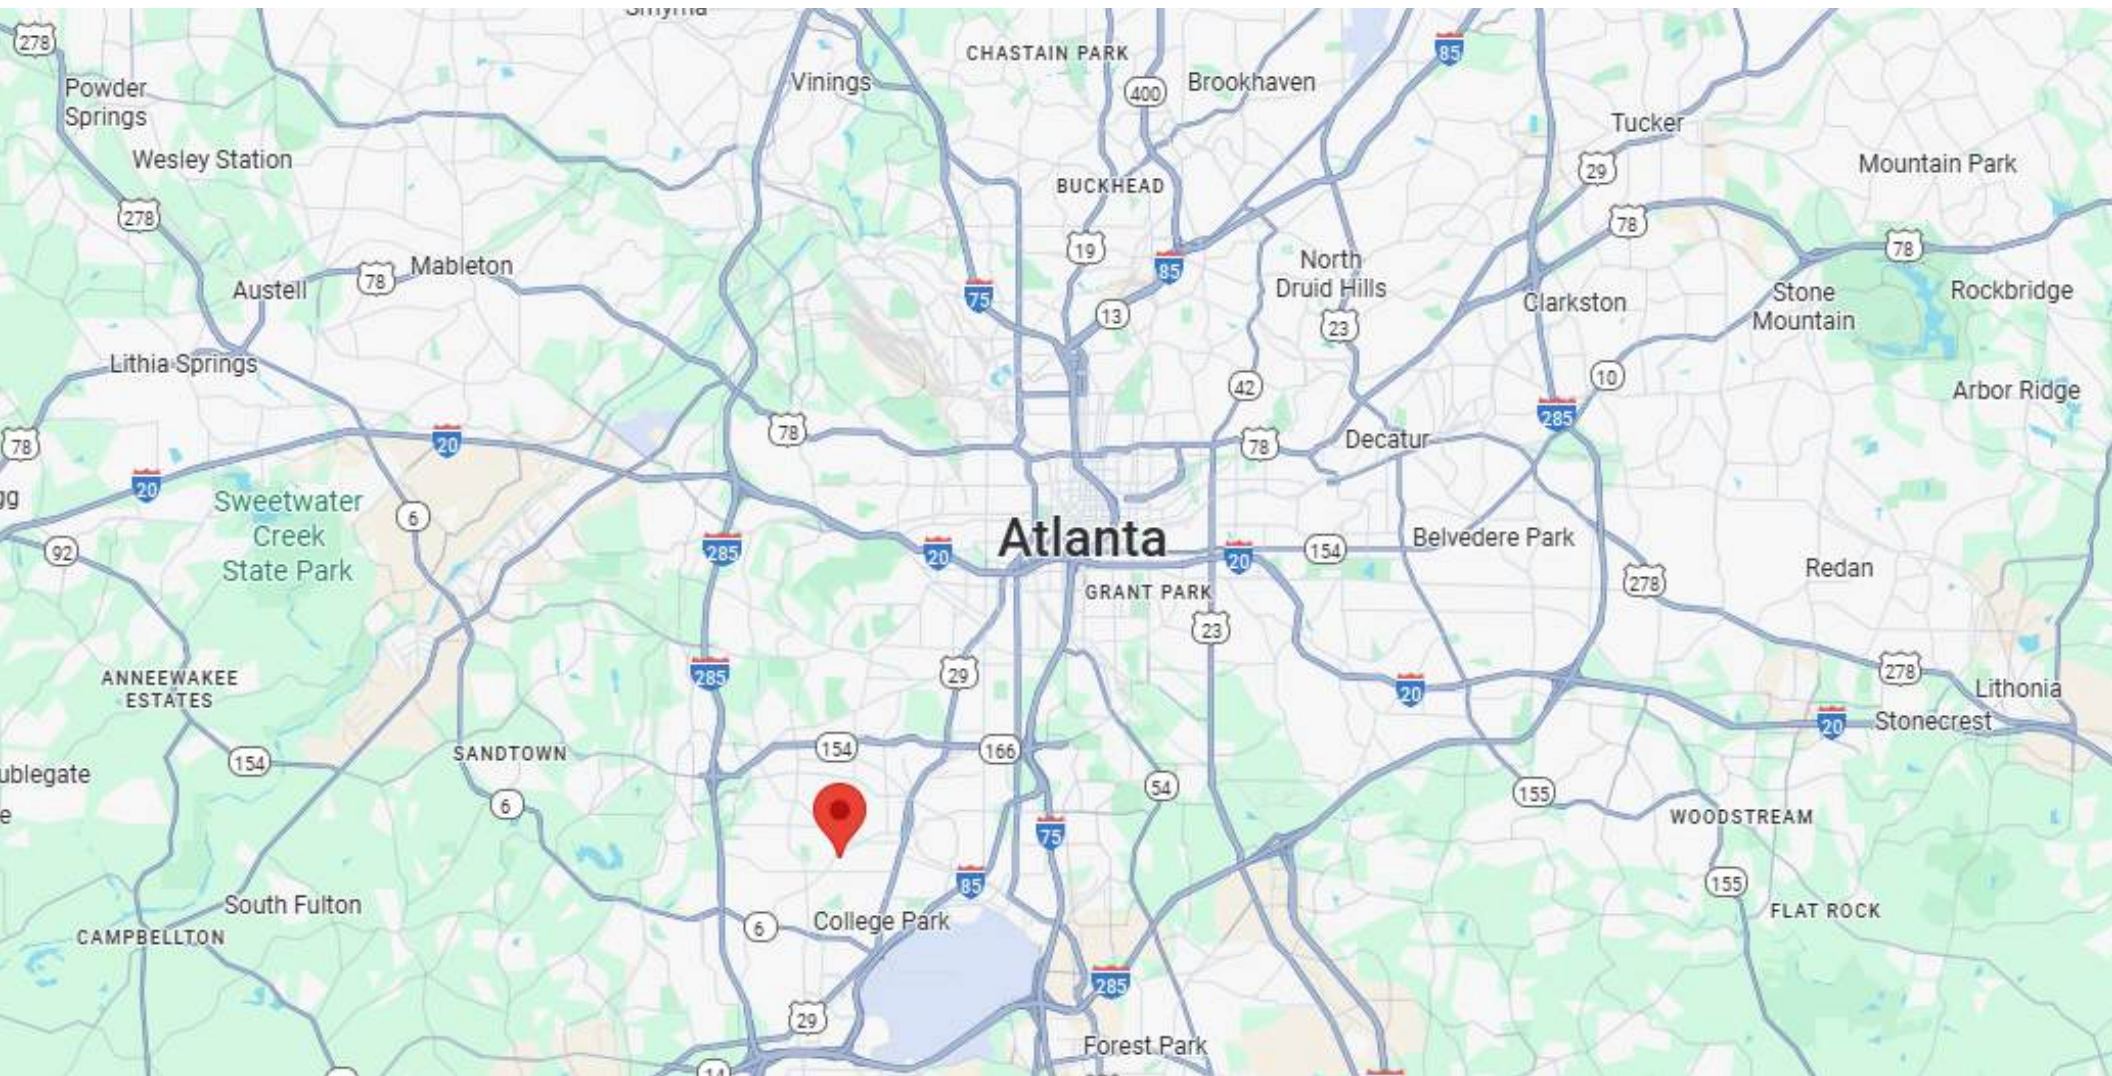 Smyrna
CHASTAIN PARK
85
278
Vinings
400
Brookhaven
Powder
Springs
Tucker
Wesley Station
29
Mountain Park
BUCKHEAD
278
78
19
78
Mableton
78
85
North
Druid Hills
Austell
75
Clarkston
Stone
Mountain
Rockbridge
13
23
Lithia Springs
10
42
Arbor Ridge
285
78
20
78
78
Decatur
20
Sweetwater
Creek
State Park
gg
6
92
285
20
Atlanta
20
154
Belvedere Park
278
Redan
GRANT PARK
23
ANNEEWAKEE
ESTATES
285
29
20
278
Lithonia
20
Stonecrest
SANDTOWN
154
166
154
ublegate
e
6
54
155
WOODSTREAM
75
85
155
South Fulton
College Park
FLAT ROCK
CAMPBELLTON
6
285
29
Forest Park
14